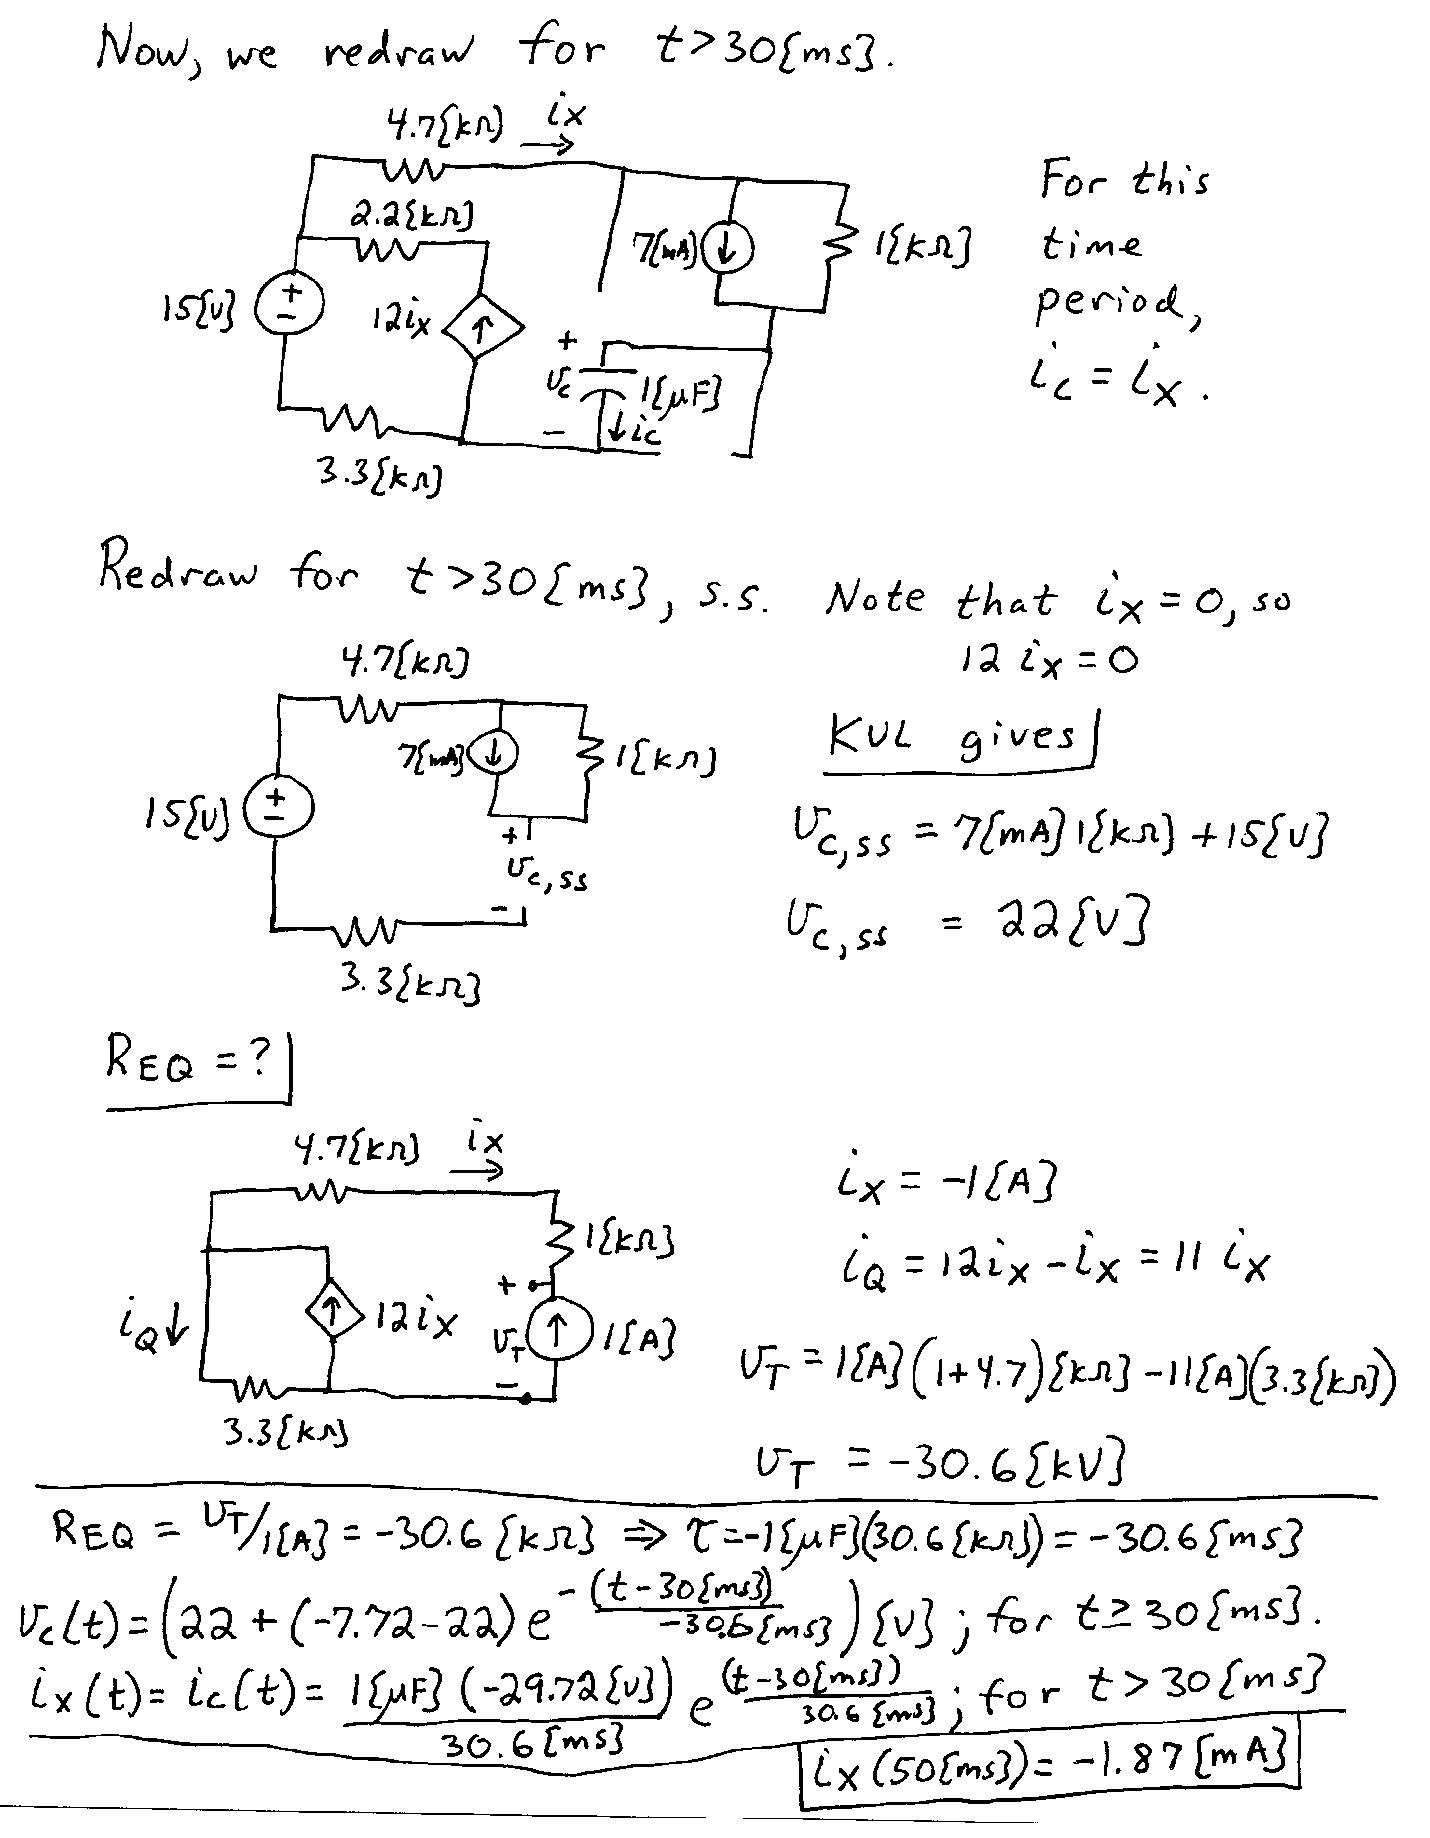 Now, we redraw for t>30[ms].
4.7[kΩ] iX
2.2[kΩ]
15[V]
+
-
12iX
7[mA]
1[kΩ]
+
vC
-
1[μF]
iC
3.3[kΩ]
For this
time
period,
iC = iX.
Redraw for t>30[ms], s.s. Note that iX = 0, so
12 iX = 0
4.7[kΩ]
7[mA]
1[kΩ]
15[V]
+
-
+
vC,ss
-
3.3[kΩ]
KVL gives
vC,ss = 7[mA] 1[kΩ] + 15[V]
vC,ss = 22[V]
REQ = ?
4.7[kΩ] iX
1[kΩ]
iQ
12iX
+
vT
-
1[A]
3.3[kΩ]
iX = -1[A]
iQ = 12iX - iX = 11 iX
vT = 1[A](1+4.7)[kΩ] - 11[A](3.3[kΩ])
vT = -30.6[kV]
REQ = vT/1[A] = -30.6 [kΩ] ⇒ τ = -1[μF](30.6[kΩ]) = -30.6[ms]
vC(t) = (22 + (-7.72-22) e^-(t-30[ms])/-30.6[ms]) [V] ; for t ≥ 30[ms].
iX(t) = iC(t) = 1[μF] (-29.72[V])/30.6[ms] e^(t-30[ms])/30.6[ms] ; for t > 30[ms]
iX(50[ms]) = -1.87[mA]